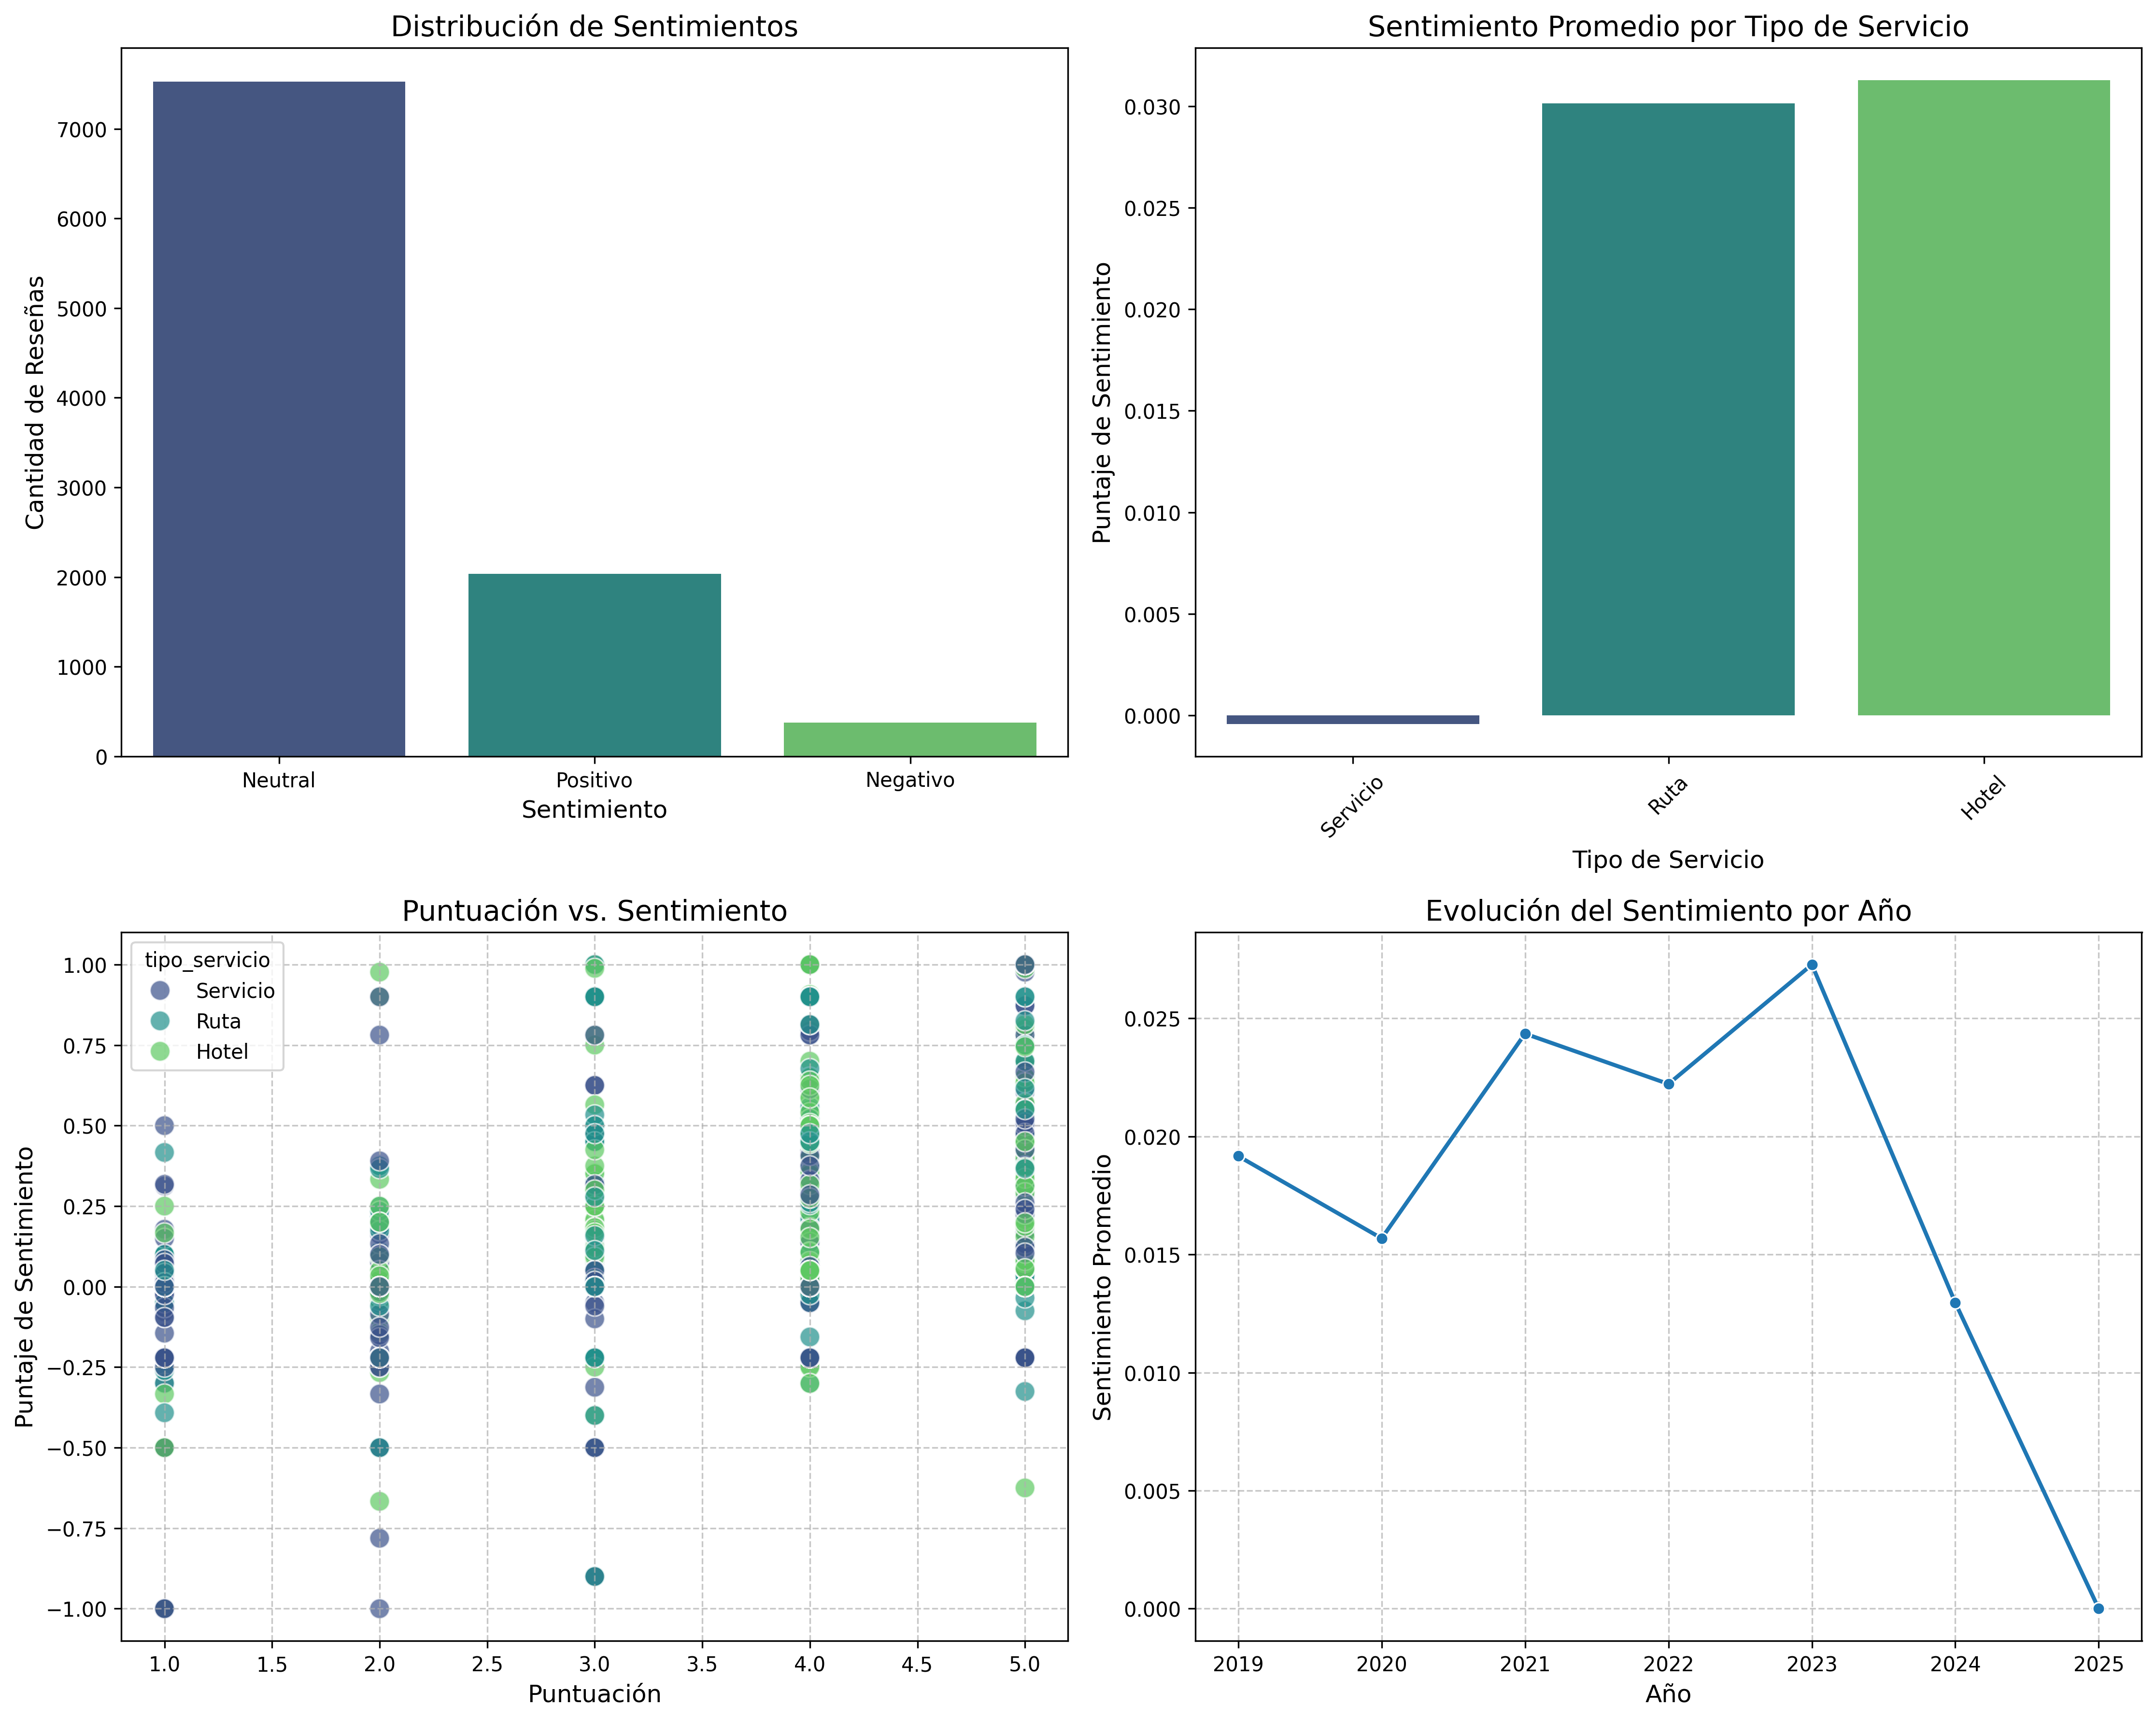 Distribución de Sentimientos
Cantidad de Reseñas
7000
6000
5000
4000
3000
2000
1000
0
Neutral
Positivo
Negativo
Sentimiento
Sentimiento Promedio por Tipo de Servicio
Puntaje de Sentimiento
0.030
0.025
0.020
0.015
0.010
0.005
0.000
Servicio
Ruta
Hotel
Tipo de Servicio
Puntuación vs. Sentimiento
tipo_servicio
Servicio
Ruta
Hotel
Puntaje de Sentimiento
1.00
0.75
0.50
0.25
0.00
−0.25
−0.50
−0.75
−1.00
1.0
1.5
2.0
2.5
3.0
3.5
4.0
4.5
5.0
Puntuación
Evolución del Sentimiento por Año
Sentimiento Promedio
0.025
0.020
0.015
0.010
0.005
0.000
2019
2020
2021
2022
2023
2024
2025
Año